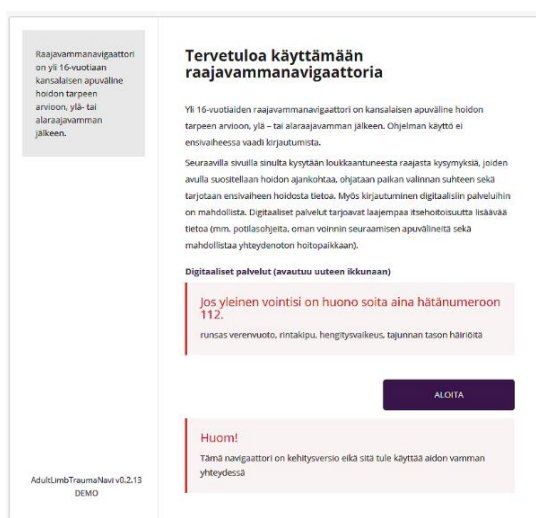 Raajavammanavigaattori
on yli 16-vuotiaan
kansalaisen apuväline
hoidon tarpeen
arvioon, ylä- tai
alaraajavamman
jälkeen.
Tervetuloa käyttämään
raajavammanavigaattoria
Yli 16-vuotiaiden raajavammanavigaattori on kansalaisen apuväline hoidon
tarpeen arvioon, ylä – tai alaraajavamman jälkeen. Ohjelman käyttö ei
ensivaiheessa vaadi kirjautumista.
Seuraavilla sivuilla sinulta kysytään loukkaantuneesta raajasta kysymyksiä, joiden
avulla suositellaan hoidon ajankohtaa, ohjataan paikan valinnan suhteen sekä
tarjotaan ensivaiheen hoidosta tietoa. Myös kirjautuminen digitaalisiin palveluihin
on mahdollista. Digitaaliset palvelut tarjoavat laajempaa itsehoitoisuutta lisäävää
tietoa (mm. potilasohjeita, oman voinnin seuraamisen apuvälineitä sekä
mahdollistaa yhteydenoton hoitopaikkaan).
Digitaaliset palvelut (avautuu uuteen ikkunaan)
Jos yleinen vointisi on huono soita aina hätänumeroon
112.
runsas verenvuoto, rintakipu, hengitysvaikeus, tajunnan tason häiriöitä
ALOITA
Huom!
Tämä navigaattori on kehitysversio eikä sitä tule käyttää aidon vamman
yhteydessä
AdultLimbTraumaNavi v0.2.13
DEMO